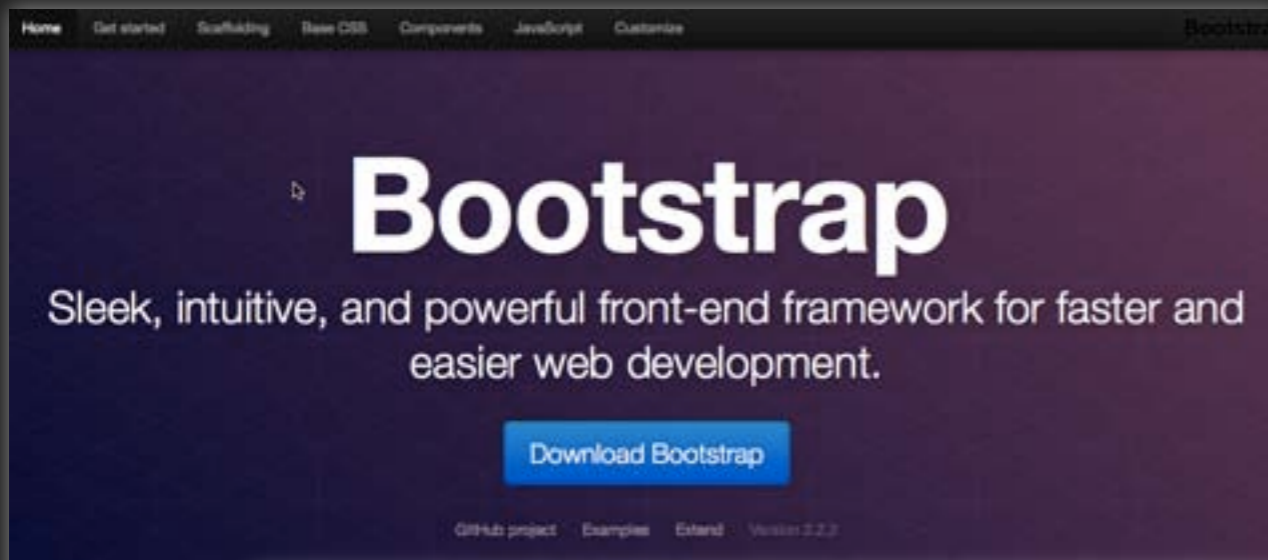 Home Get started Scaffolding Base CSS Components JavaScript Customize
Bootstrap
Sleek, intuitive, and powerful front-end framework for faster and
easier web development.
Download Bootstrap
GitHub project Examples Extend Version